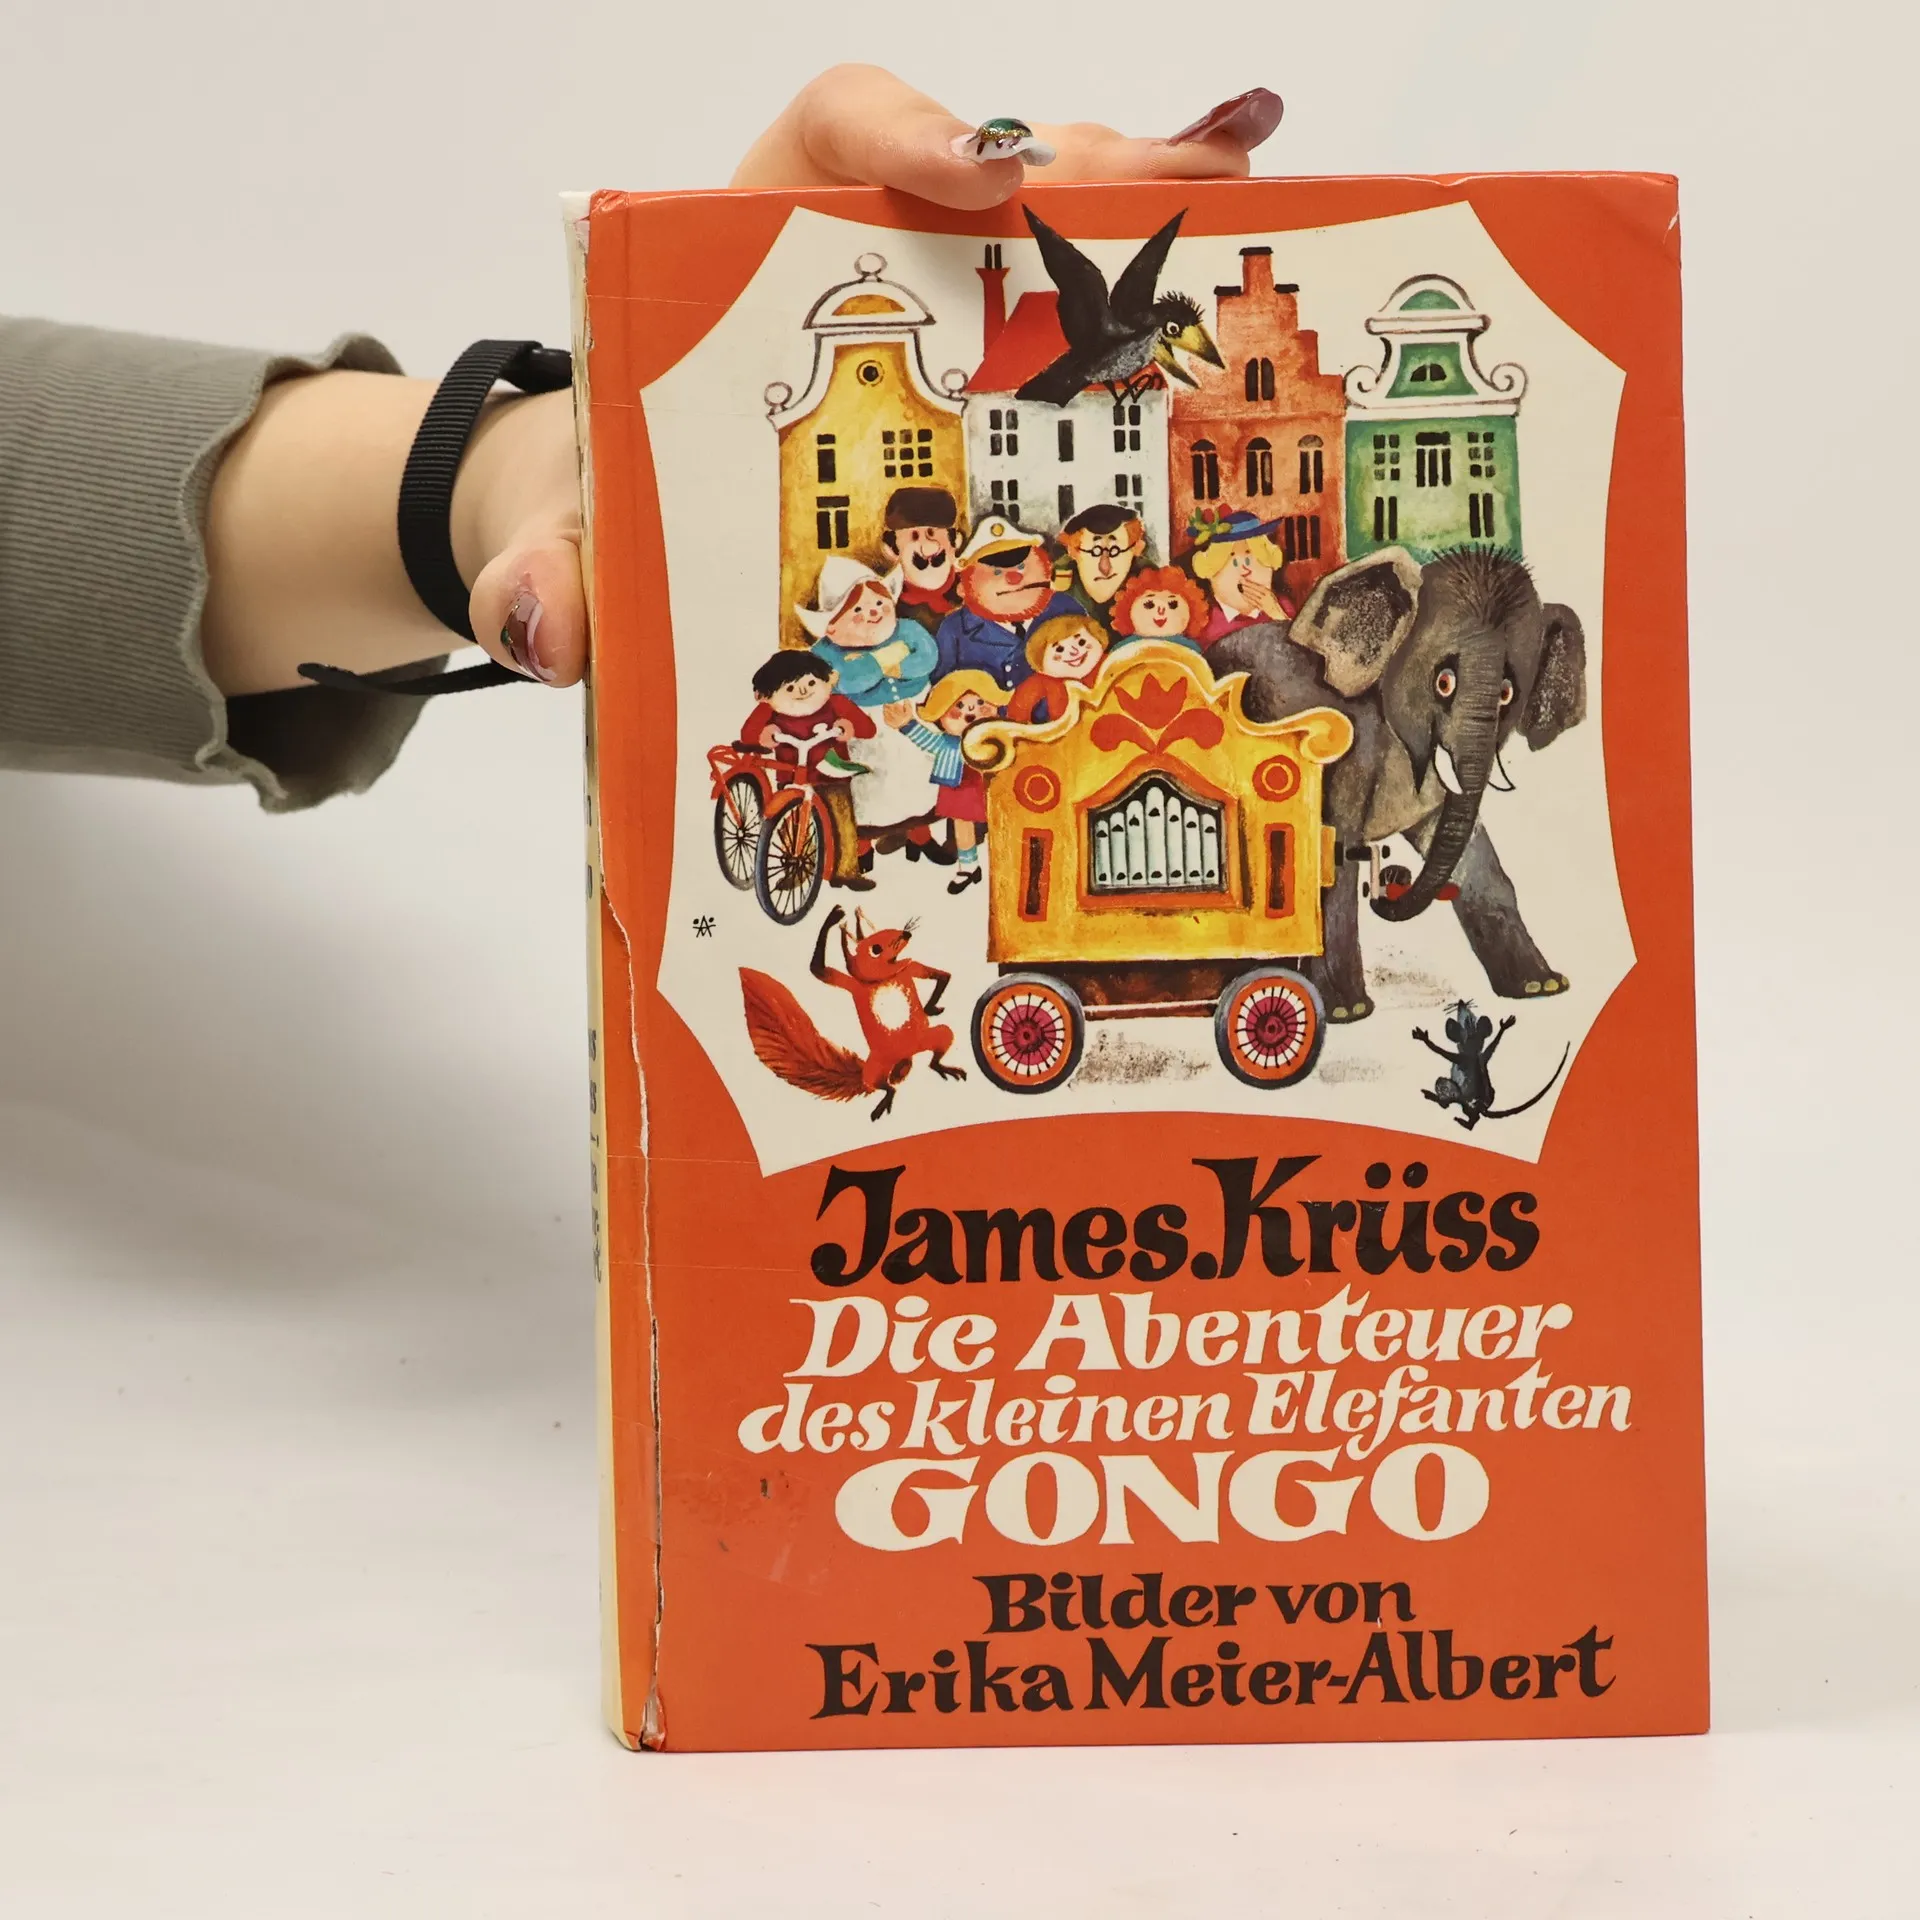 James Krüss
Die Abenteuer
des kleinen Elefanten
GONGO
Bilder von
Erika Meier-Albert